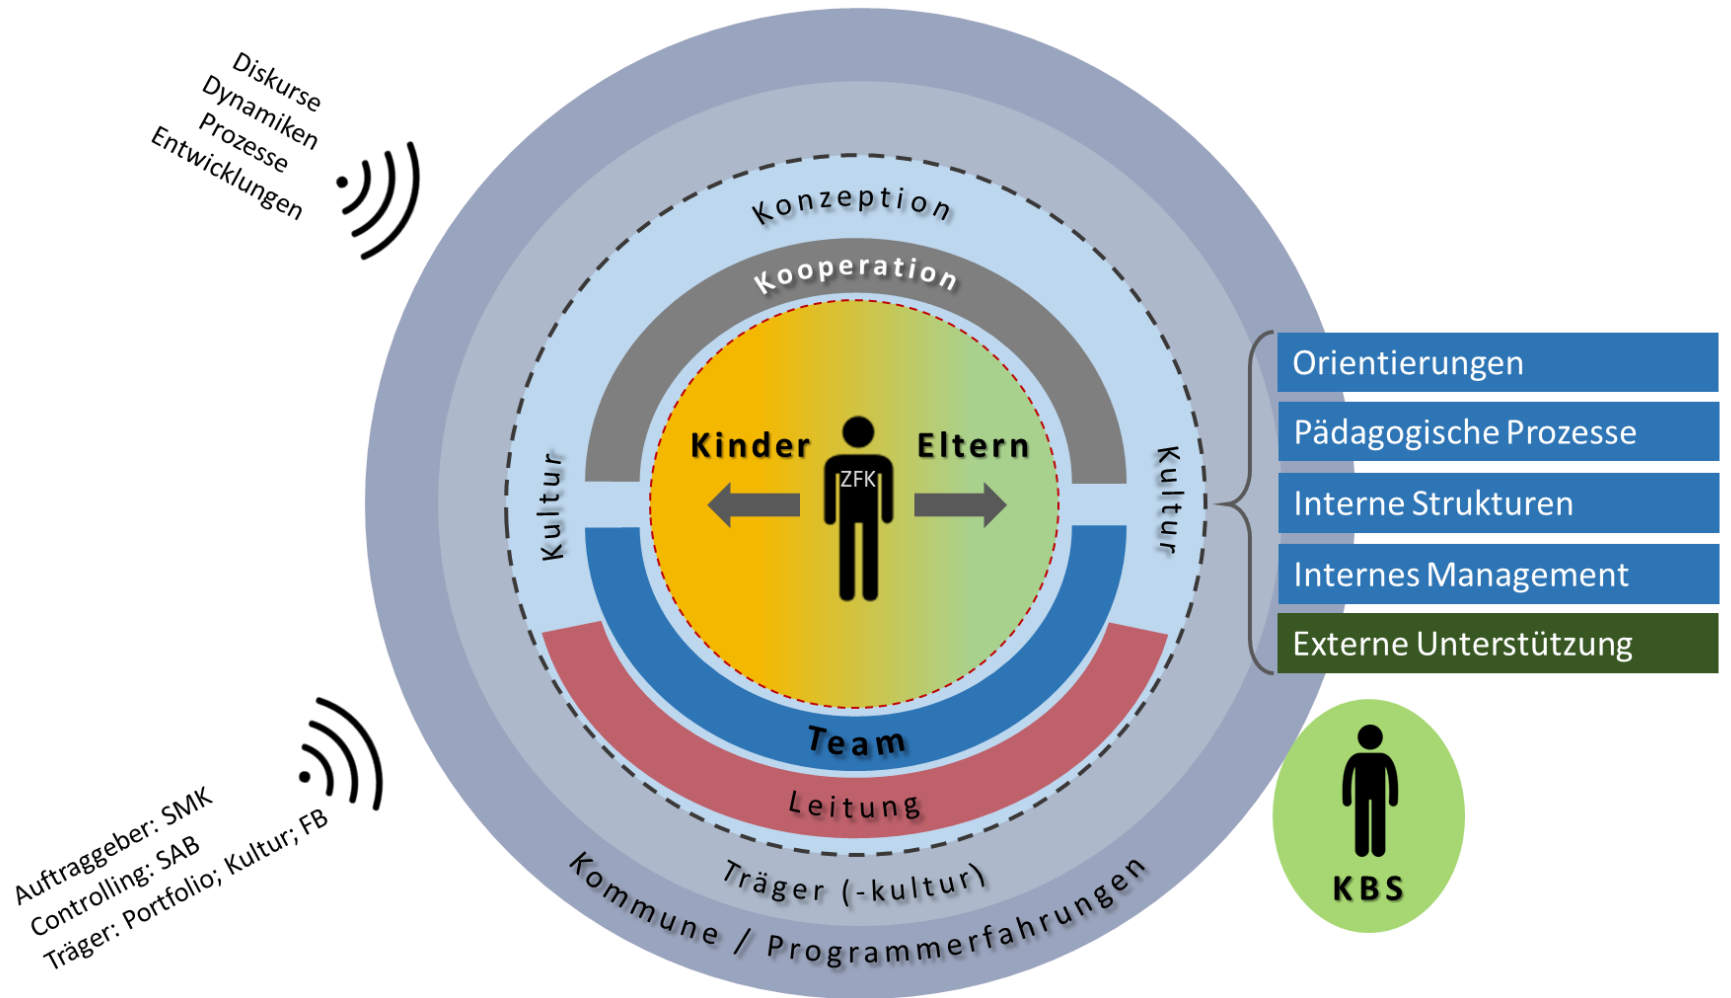 Diskurse
Dynamiken
Prozesse
Entwicklungen
Konzeption
Kooperation
Kinder
Eltern
ZFK
Kultur
Kultur
Team
Leitung
Träger (-kultur)
Kommune / Programmerfahrungen
Orientierungen
Pädagogische Prozesse
Interne Strukturen
Internes Management
Externe Unterstützung
KBS
Auftraggeber: SMK
Controlling: SAB
Träger: Portfolio; Kultur; FB